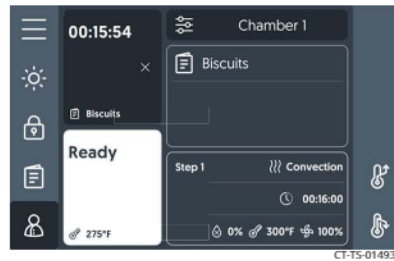 00:15:54
Chamber 1
Biscuits
Biscuits
Ready
275°F
Step 1
Convection
00:16:00
0% 300°F 100%
CT-TS-01493